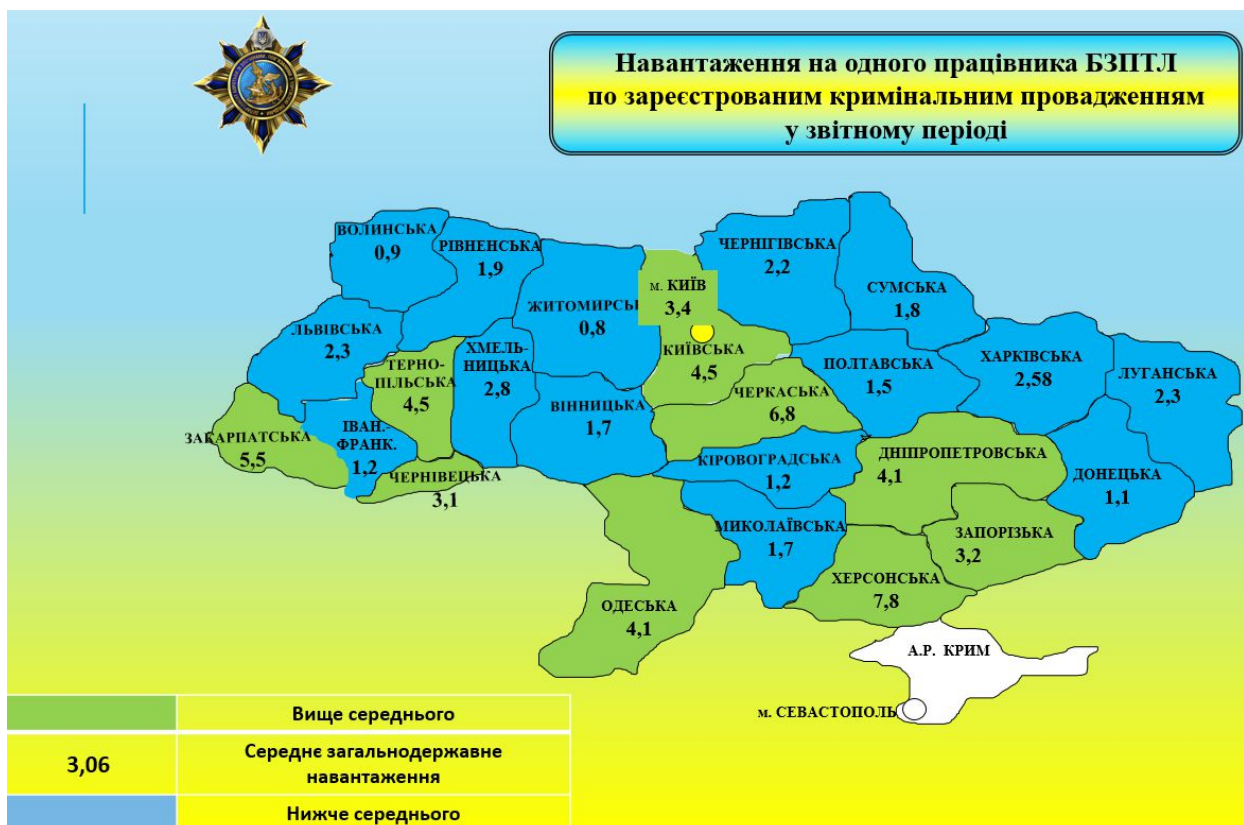 Навантаження на одного працівника БЗПТЛ
по зареєстрованим кримінальним провадженням
у звітному періоді
ВОЛИНСЬКА
0,9
РІВНЕНСЬКА
1,9
ЖИТОМИРСЬ
0,8
м. КИЇВ
3,4
КИЇВСЬКА
4,5
ЧЕРНІГІВСЬКА
2,2
СУМСЬКА
1,8
ЛЬВІВСЬКА
2,3
ТЕРНО-
ПІЛЬСЬКА
4,5
ХМЕЛЬ-
НИЦЬКА
2,8
ВІННИЦЬКА
1,7
ЧЕРКАСЬКА
6,8
ПОЛТАВСЬКА
1,5
ХАРКІВСЬКА
2,58
ЛУГАНСЬКА
2,3
ЗАКАРПАТСЬКА
5,5
ІВАН.-
ФРАНК.
1,2
ЧЕРНІВЕЦЬКА
3,1
КІРОВОГРАДСЬКА
1,2
ДНІПРОПЕТРОВСЬКА
4,1
ДОНЕЦЬКА
1,1
МИКОЛАЇВСЬКА
1,7
ЗАПОРІЗЬКА
3,2
ОДЕСЬКА
4,1
ХЕРСОНСЬКА
7,8
А.Р. КРИМ
м. СЕВАСТОПОЛЬ
Вище середнього
3,06
Середнє загальнодержавне
навантаження
Нижче середнього